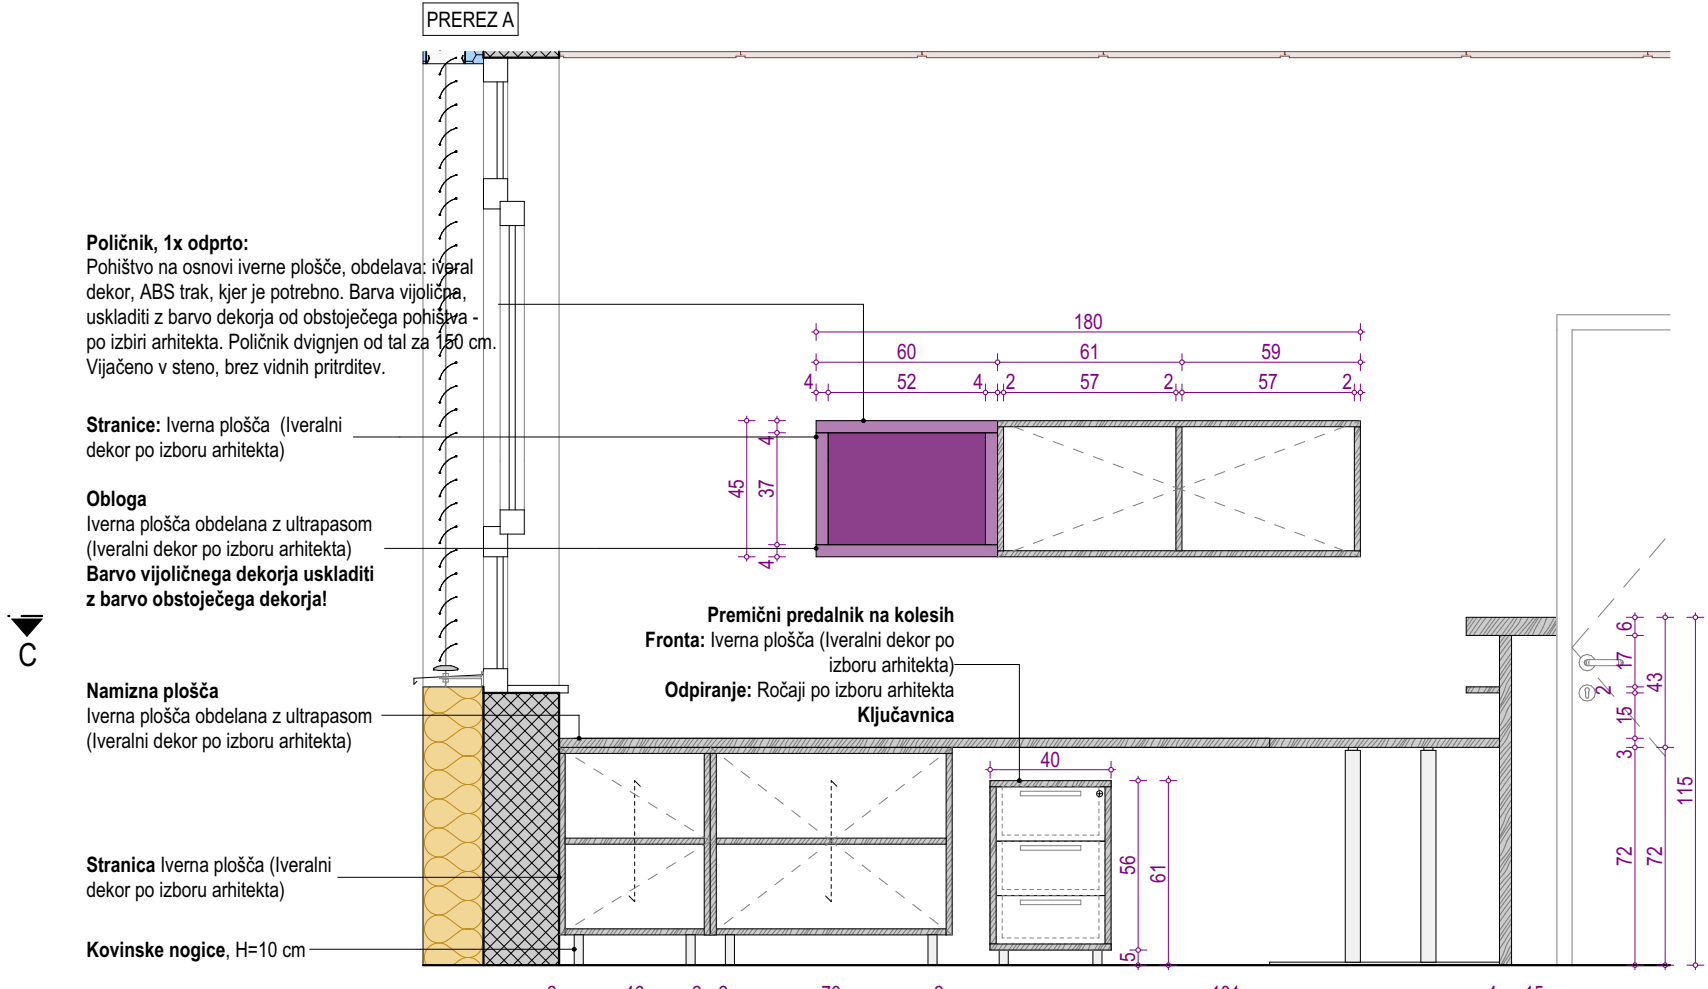 PREREZ A
Poličnik, 1x odprto:
Pohištvo na osnovi iverne plošče, obdelava: iveral
dekor, ABS trak, kjer je potrebno. Barva vijolična,
uskladiti z barvo dekorja od obstoječega pohištva -
po izbiri arhitekta. Poličnik dvignjen od tal za 150 cm.
Vijačeno v steno, brez vidnih pritrditev.
Stranice: Iverna plošča (Iveralni
dekor po izboru arhitekta)
Obloga
Iverna plošča obdelana z ultrapasom
(Iveralni dekor po izboru arhitekta)
Barvo vijoličnega dekorja uskladiti
z barvo obstoječega dekorja!
C
Namizna plošča
Iverna plošča obdelana z ultrapasom
(Iveralni dekor po izboru arhitekta)
Stranica Iverna plošča (Iveralni
dekor po izboru arhitekta)
Kovinske nogice, H=10 cm
180
60 61 59
4 52 4 2 57 2 57 2
45 4 37 4
Premični predalnik na kolesih
Fronta: Iverna plošča (Iveralni dekor po
izboru arhitekta)
Odpiranje: Ročaji po izboru arhitekta
Ključavnica
40
56 5 61
6 17 2 15 3 72
43 72
115